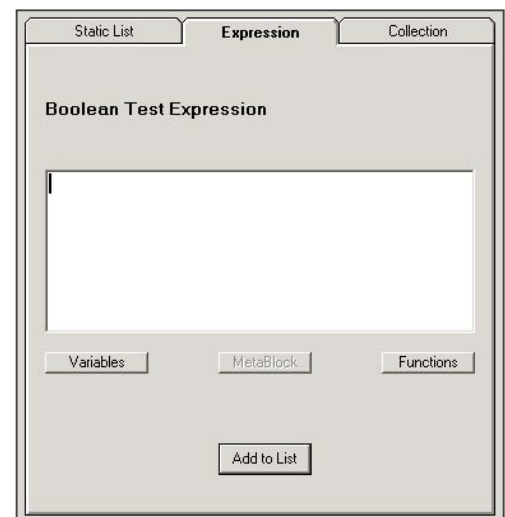 Static List Expression Collection
Boolean Test Expression
Variables MetaBlock Functions
Add to List